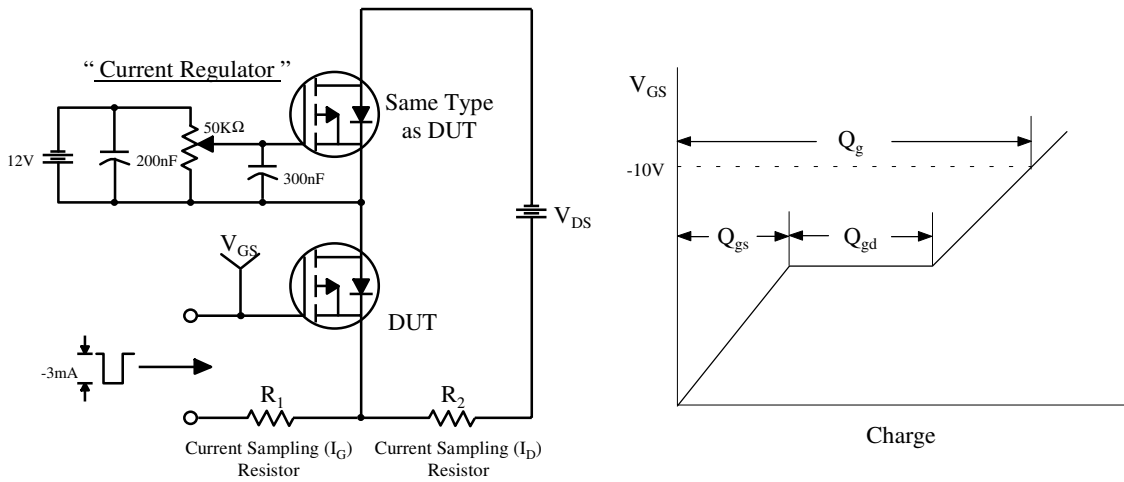 “ Current Regulator ”
12V
200nF
50KΩ
300nF
Same Type
as DUT
V_DS
V_GS
DUT
-3mA
R_1
R_2
Current Sampling (I_G)
Resistor
Current Sampling (I_D)
Resistor
V_GS
Q_g
-10V
Q_gs
Q_gd
Charge